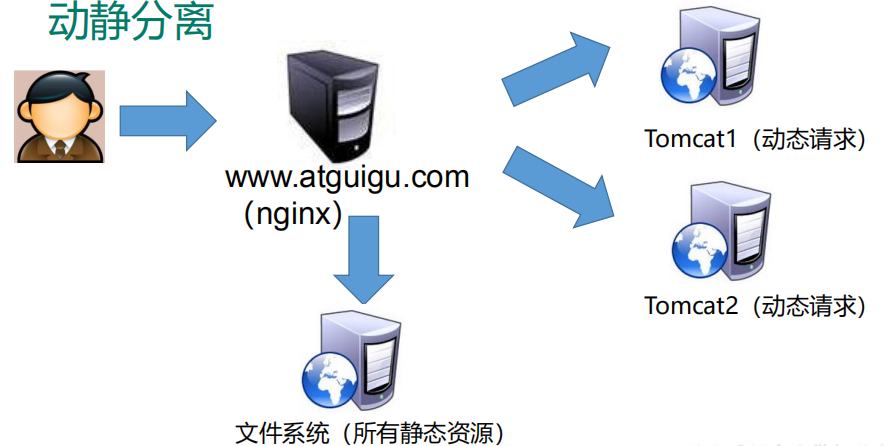 动静分离
www.atguigu.com
（nginx）
Tomcat1（动态请求）
Tomcat2（动态请求）
文件系统（所有静态资源）